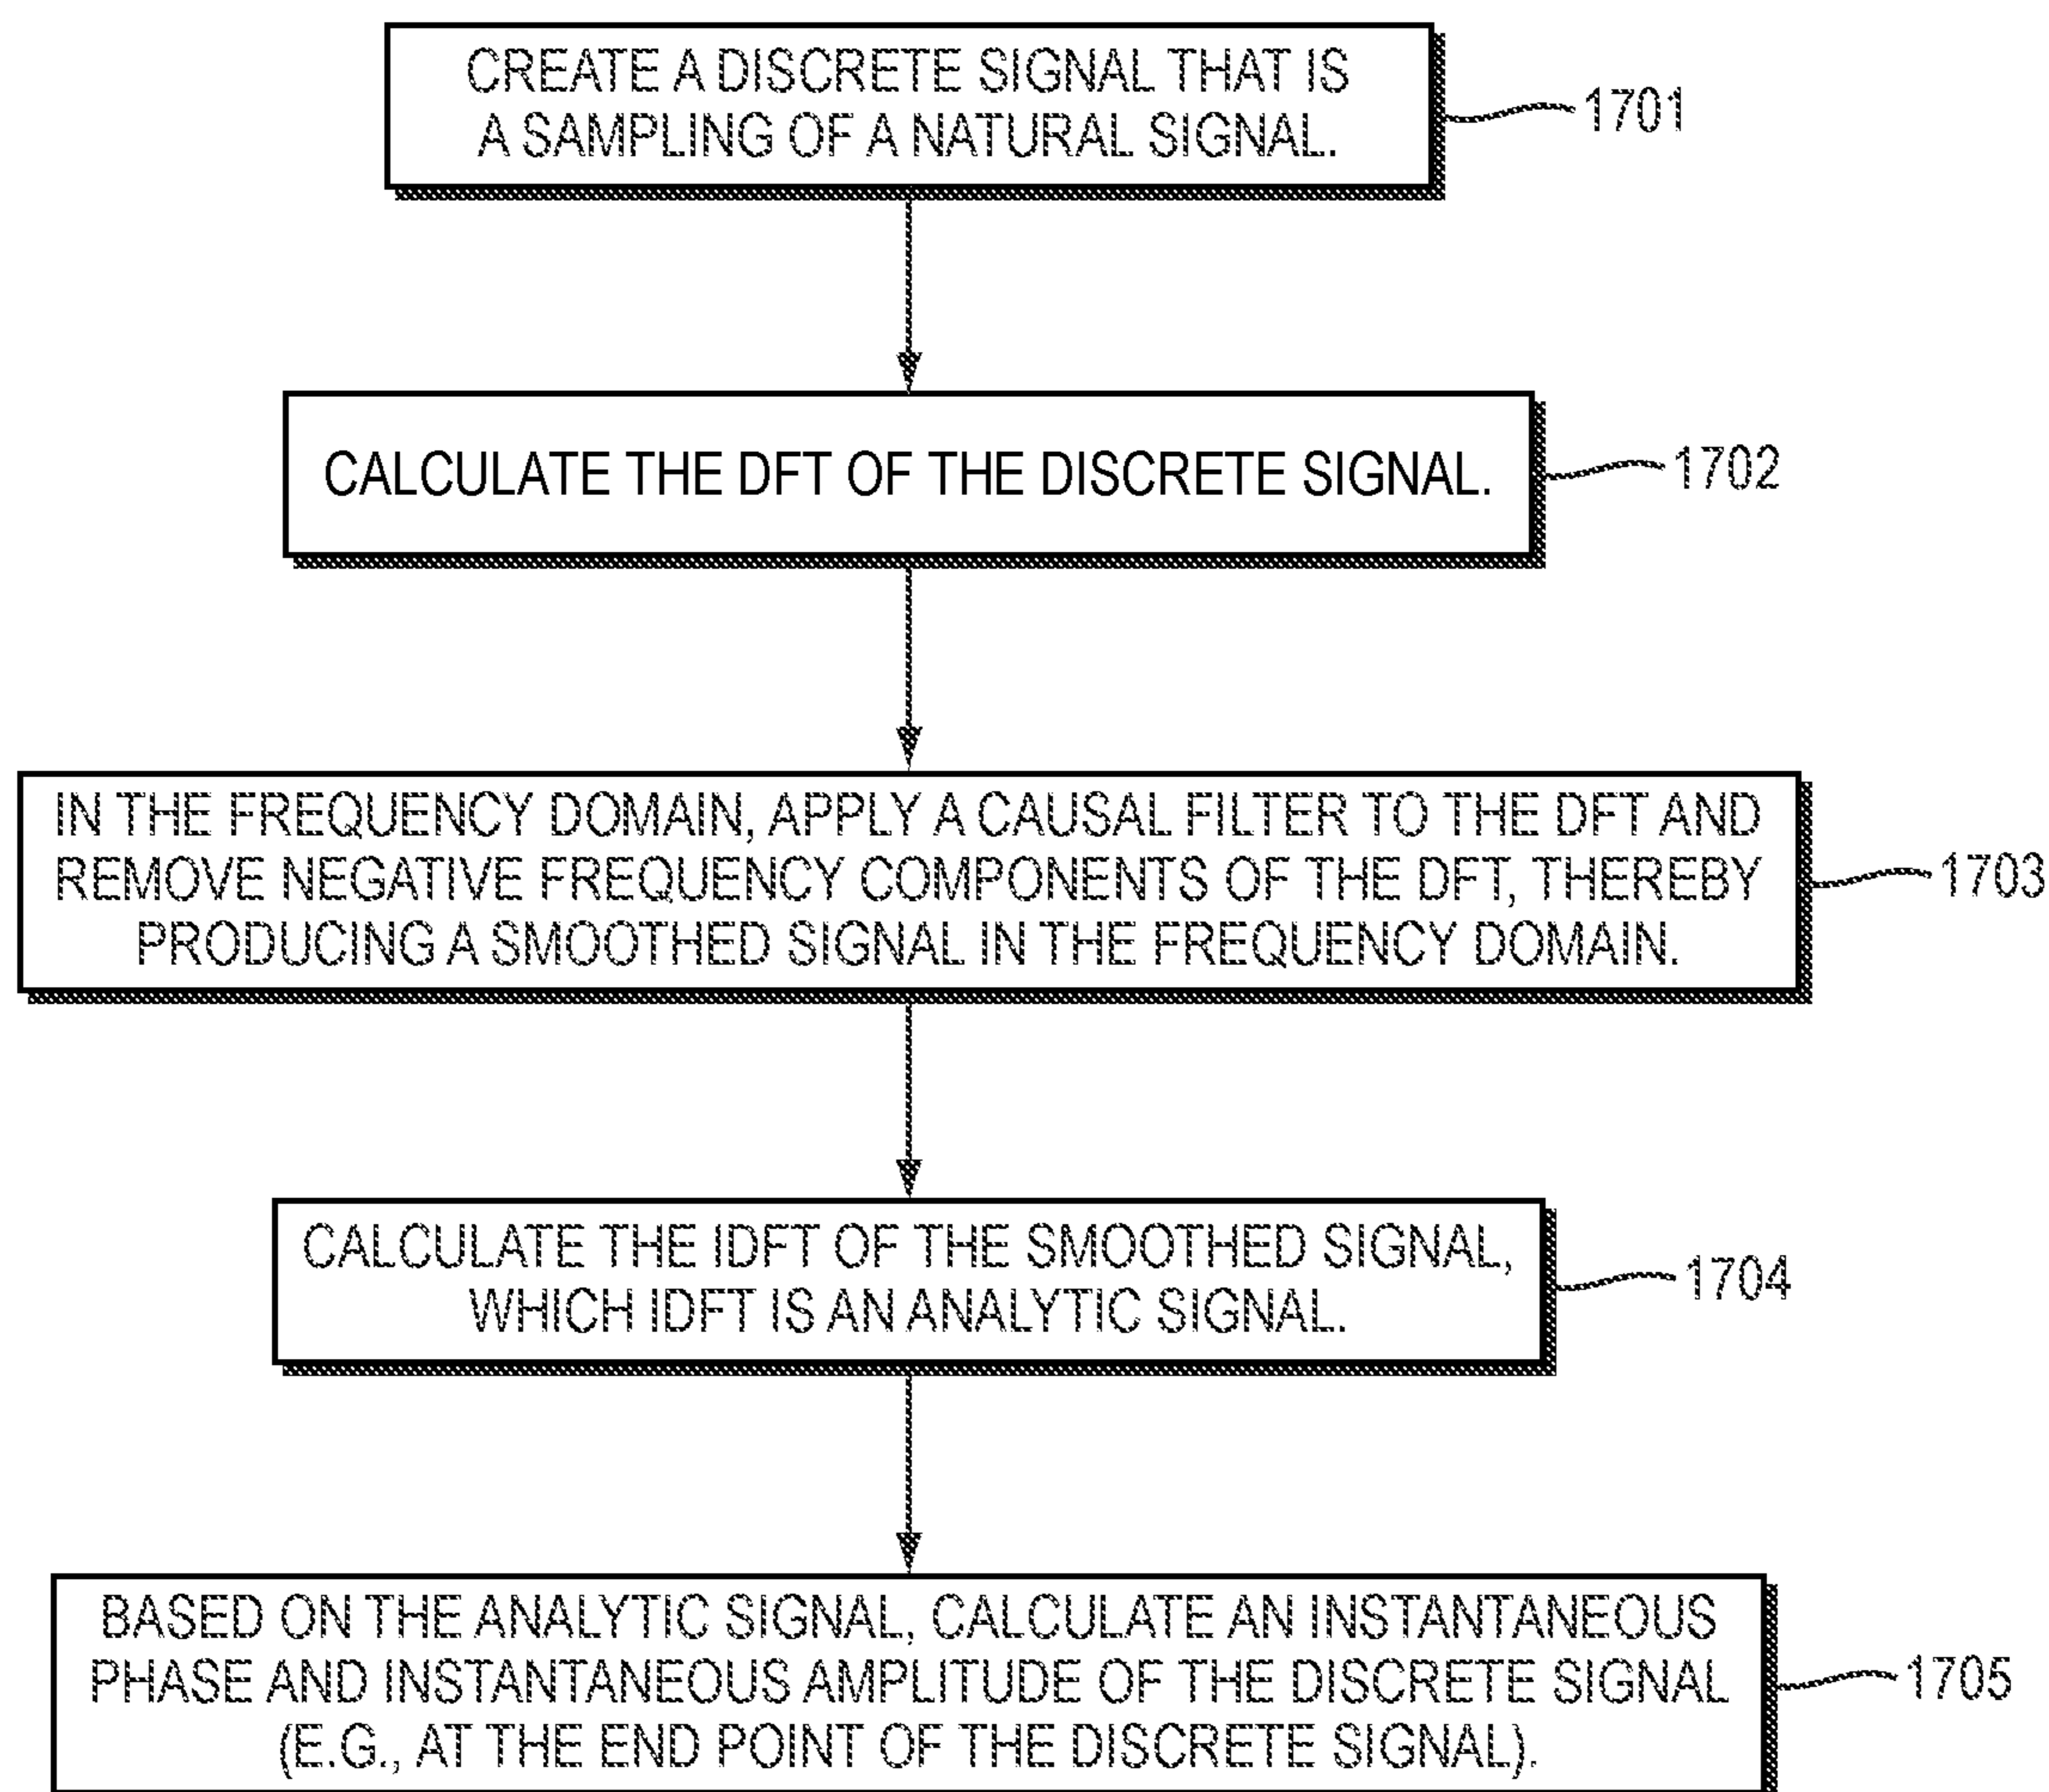 CREATE A DISCRETE SIGNAL THAT IS
A SAMPLING OF A NATURAL SIGNAL.
1701
CALCULATE THE DFT OF THE DISCRETE SIGNAL.
1702
IN THE FREQUENCY DOMAIN, APPLY A CAUSAL FILTER TO THE DFT AND
REMOVE NEGATIVE FREQUENCY COMPONENTS OF THE DFT, THEREBY
PRODUCING A SMOOTHED SIGNAL IN THE FREQUENCY DOMAIN.
1703
CALCULATE THE IDFT OF THE SMOOTHED SIGNAL,
WHICH IDFT IS AN ANALYTIC SIGNAL.
1704
BASED ON THE ANALYTIC SIGNAL, CALCULATE AN INSTANTANEOUS
PHASE AND INSTANTANEOUS AMPLITUDE OF THE DISCRETE SIGNAL
(E.G., AT THE END POINT OF THE DISCRETE SIGNAL).
1705